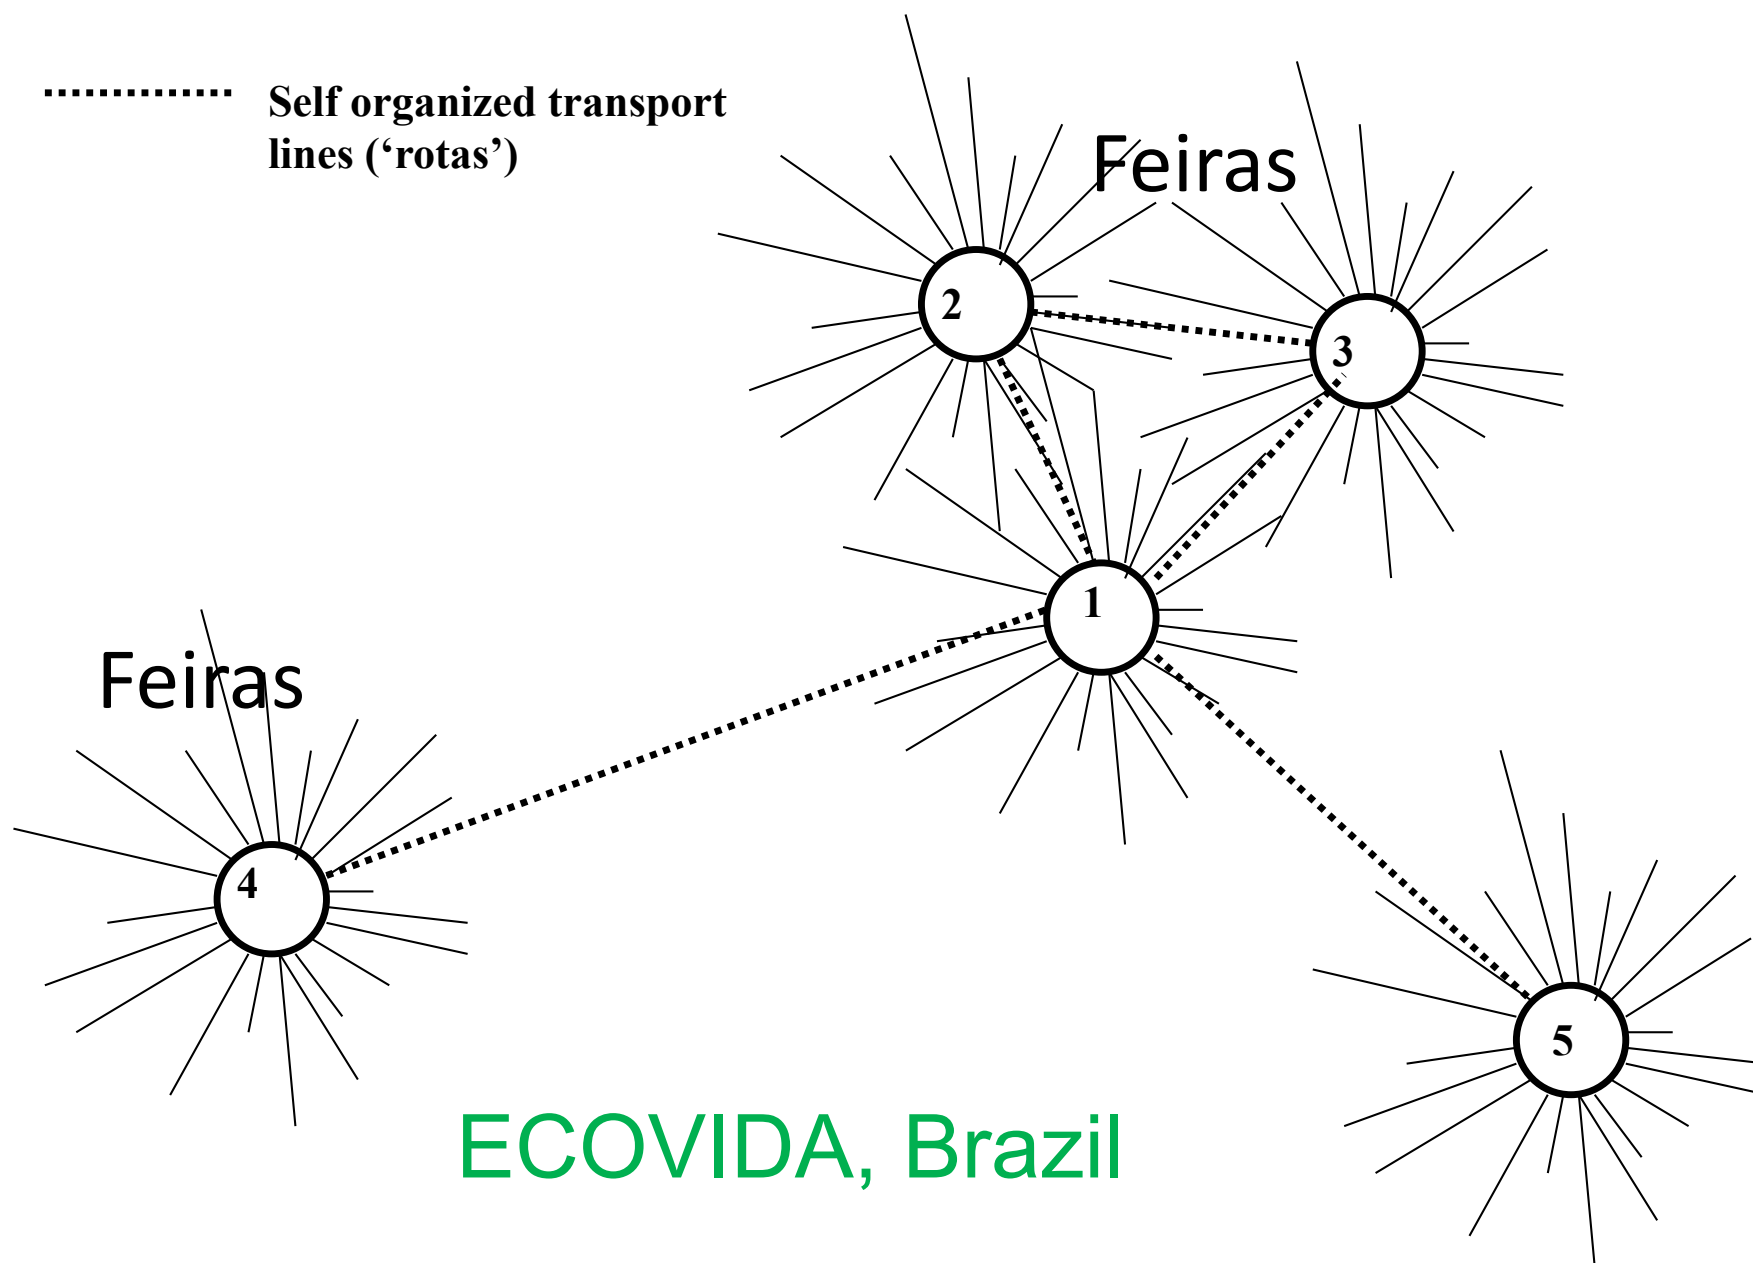 Self organized transport
lines (‘rotas’)
Feiras
2
3
1
Feiras
4
5
ECOVIDA, Brazil